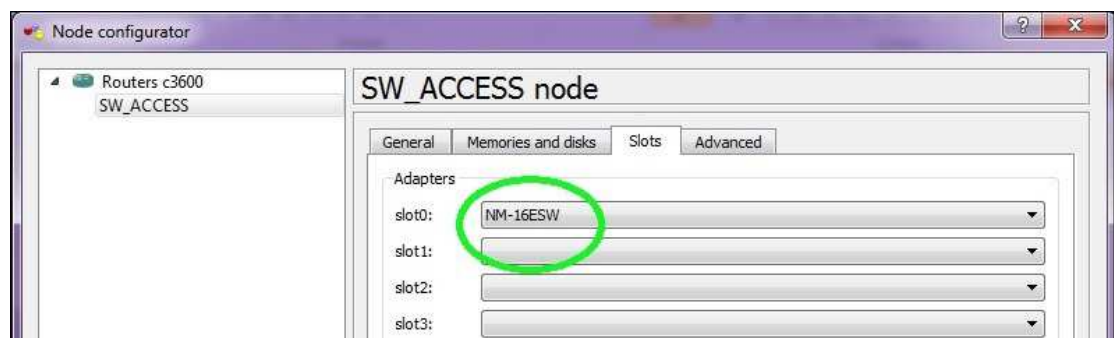 Node configurator
Routers c3600
SW_ACCESS
SW_ACCESS node
General Memories and disks Slots Advanced
Adapters
slot0: NM-16ESW
slot1:
slot2:
slot3: